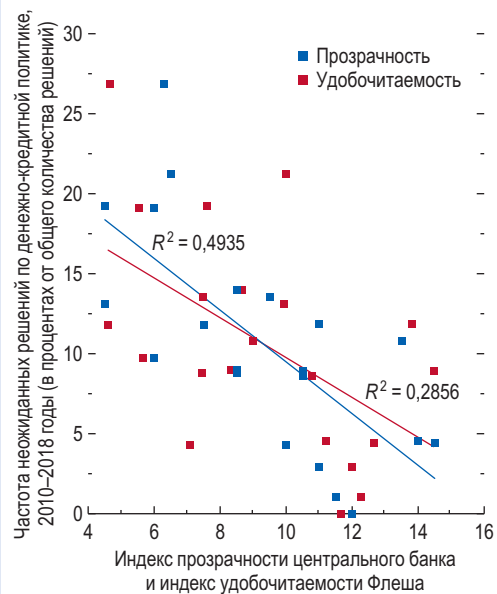 Частота неожиданных решений по денежно-кредитной политике,
2010–2018 годы (в процентах от общего количества решений)
30
25
20
15
10
5
0
Прозрачность
Удобочитаемость
R² = 0,4935
R² = 0,2856
4 6 8 10 12 14 16
Индекс прозрачности центрального банка
и индекс удобочитаемости Флеша